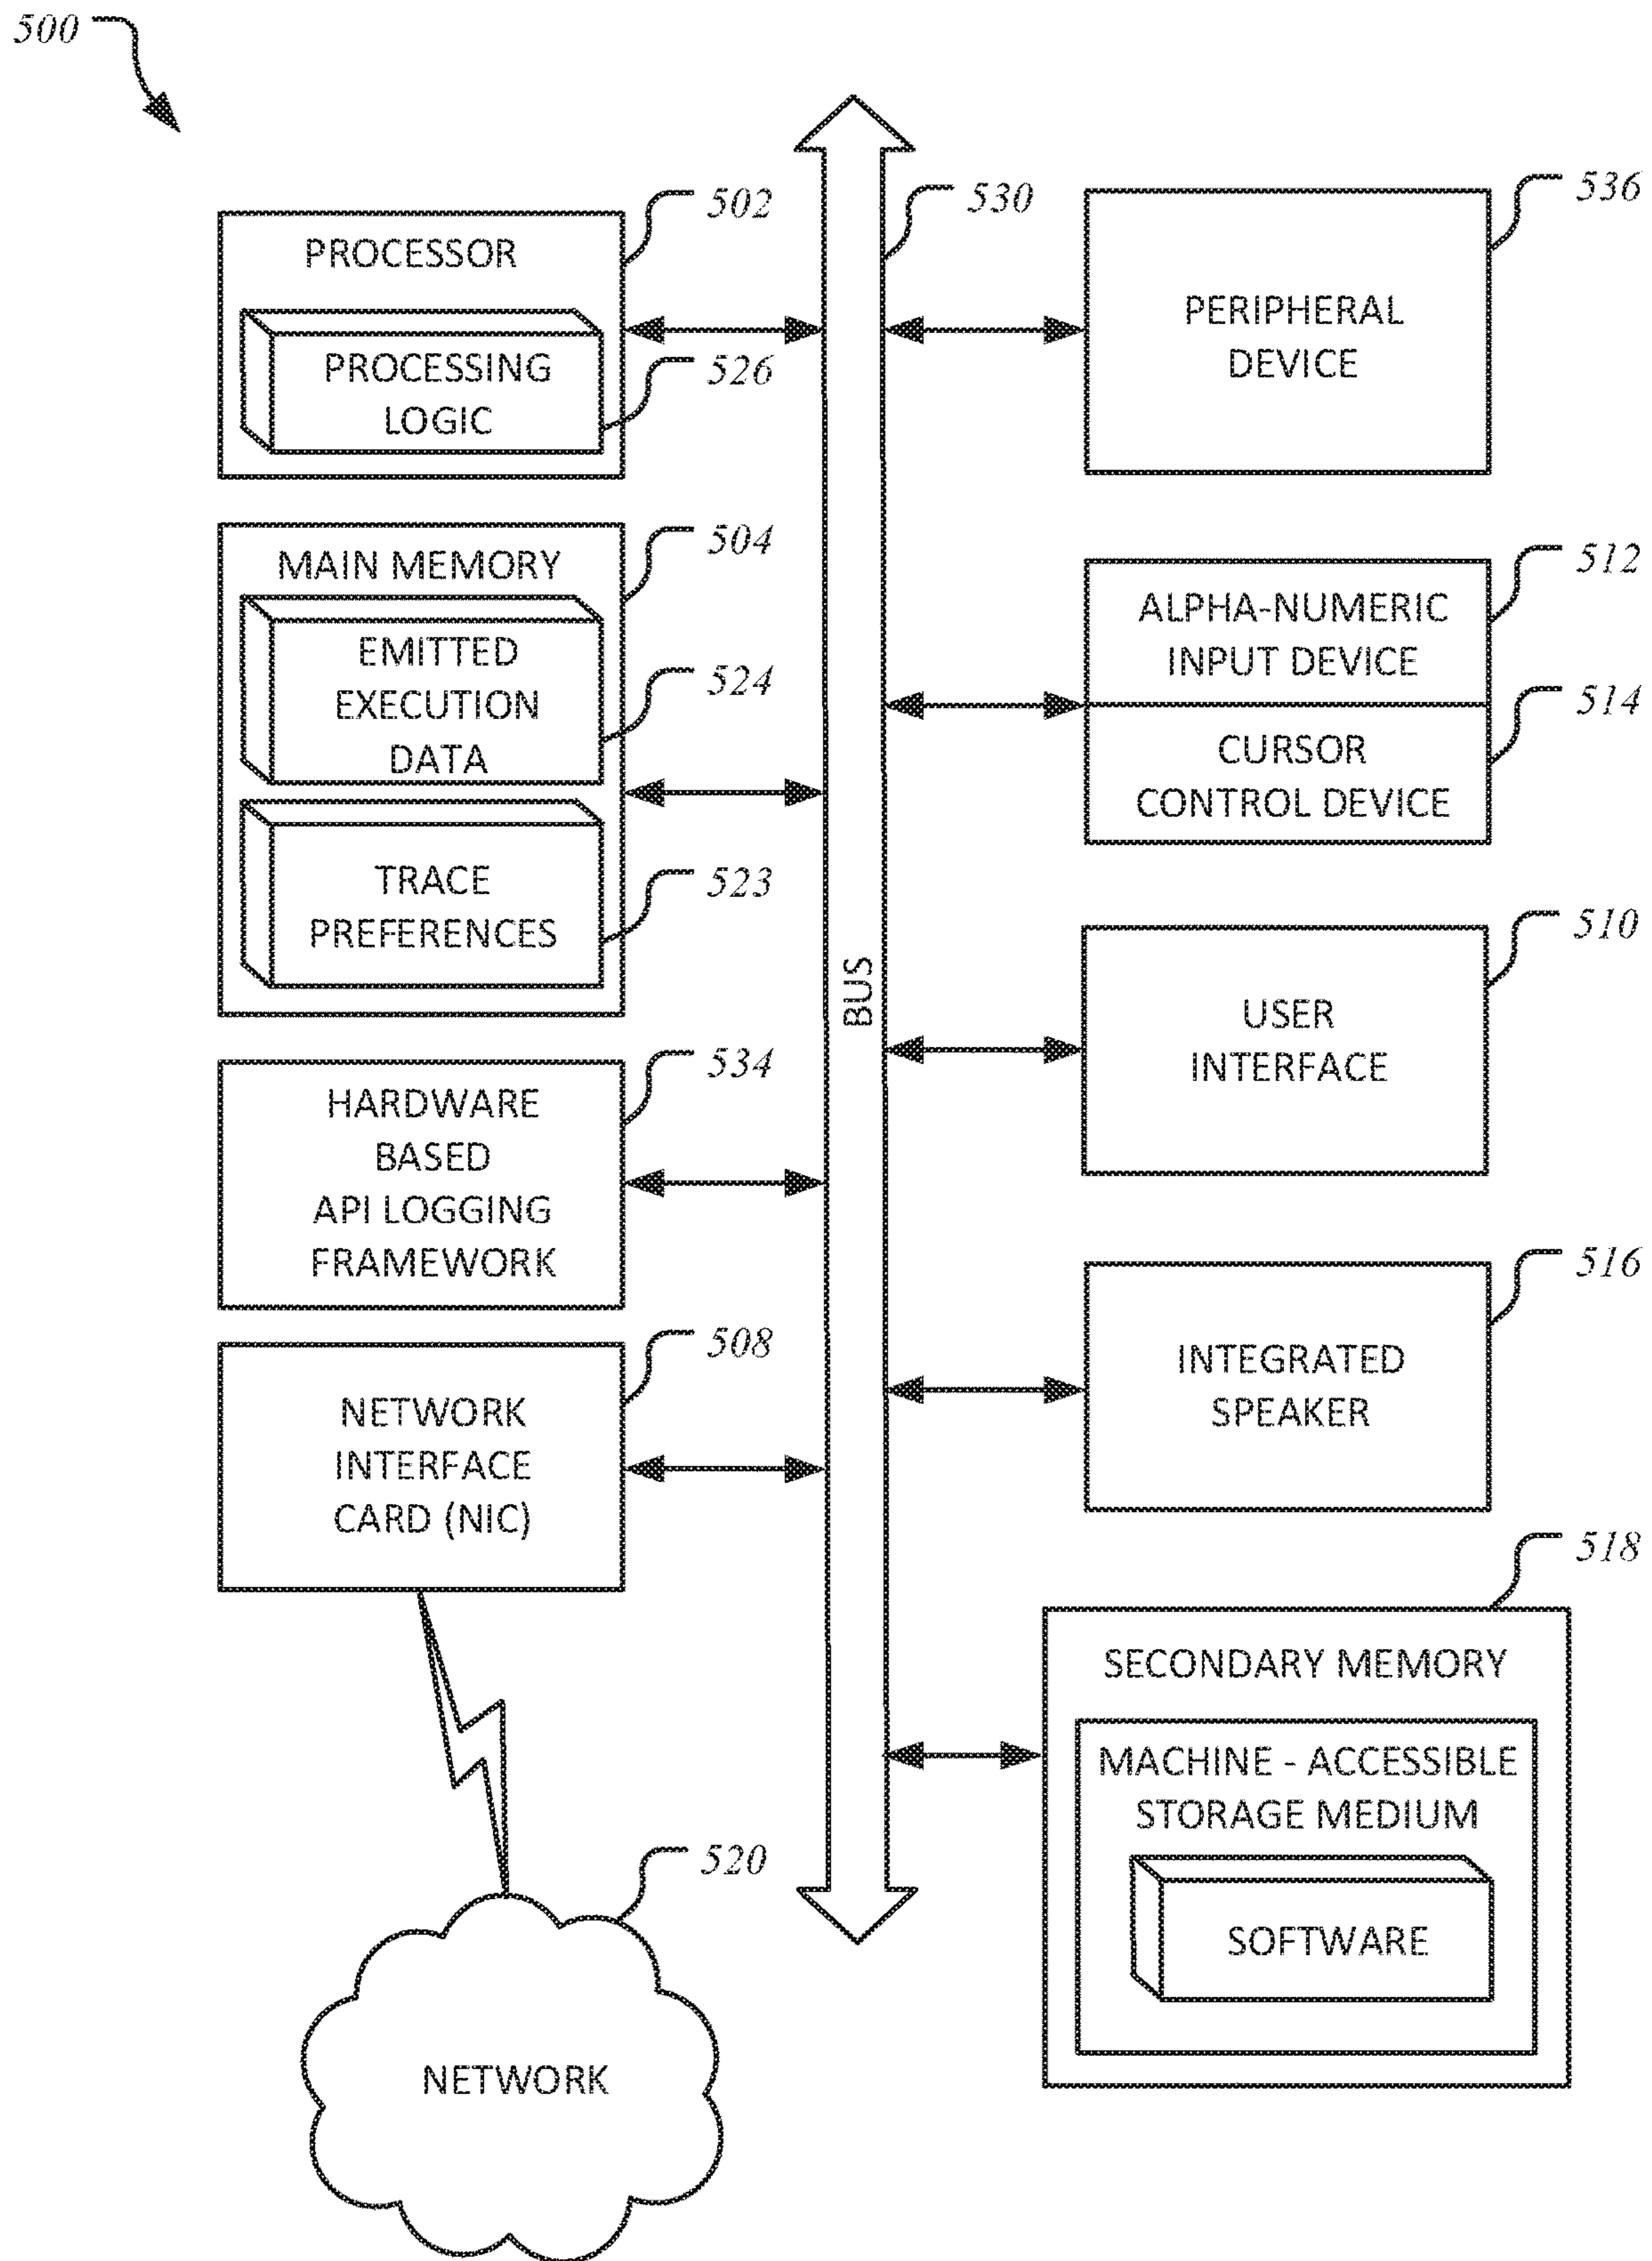 500
502
PROCESSOR
PROCESSING
LOGIC
526
504
MAIN MEMORY
EMITTED
EXECUTION
DATA
524
TRACE
PREFERENCES
523
534
HARDWARE
BASED
API LOGGING
FRAMEWORK
508
NETWORK
INTERFACE
CARD (NIC)
520
NETWORK
530
BUS
536
PERIPHERAL
DEVICE
512
ALPHA-NUMERIC
INPUT DEVICE
514
CURSOR
CONTROL DEVICE
510
USER
INTERFACE
516
INTEGRATED
SPEAKER
518
SECONDARY MEMORY
MACHINE - ACCESSIBLE
STORAGE MEDIUM
SOFTWARE